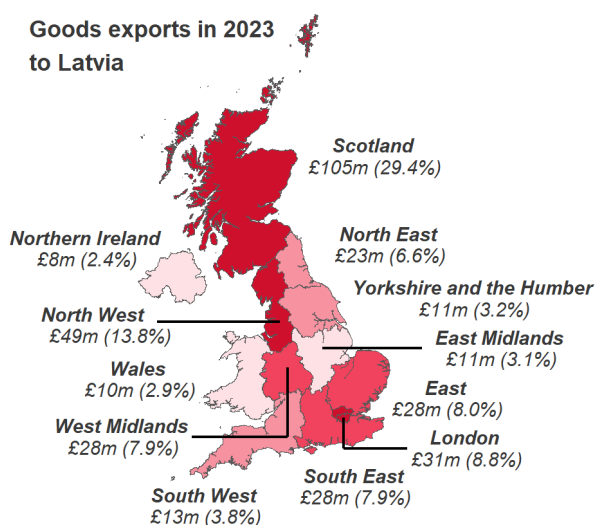 Goods exports in 2023
to Latvia
Scotland
£105m (29.4%)
Northern Ireland
£8m (2.4%)
North East
£23m (6.6%)
Yorkshire and the Humber
£11m (3.2%)
North West
£49m (13.8%)
East Midlands
£11m (3.1%)
Wales
£10m (2.9%)
East
£28m (8.0%)
West Midlands
£28m (7.9%)
London
£31m (8.8%)
South East
£28m (7.9%)
South West
£13m (3.8%)